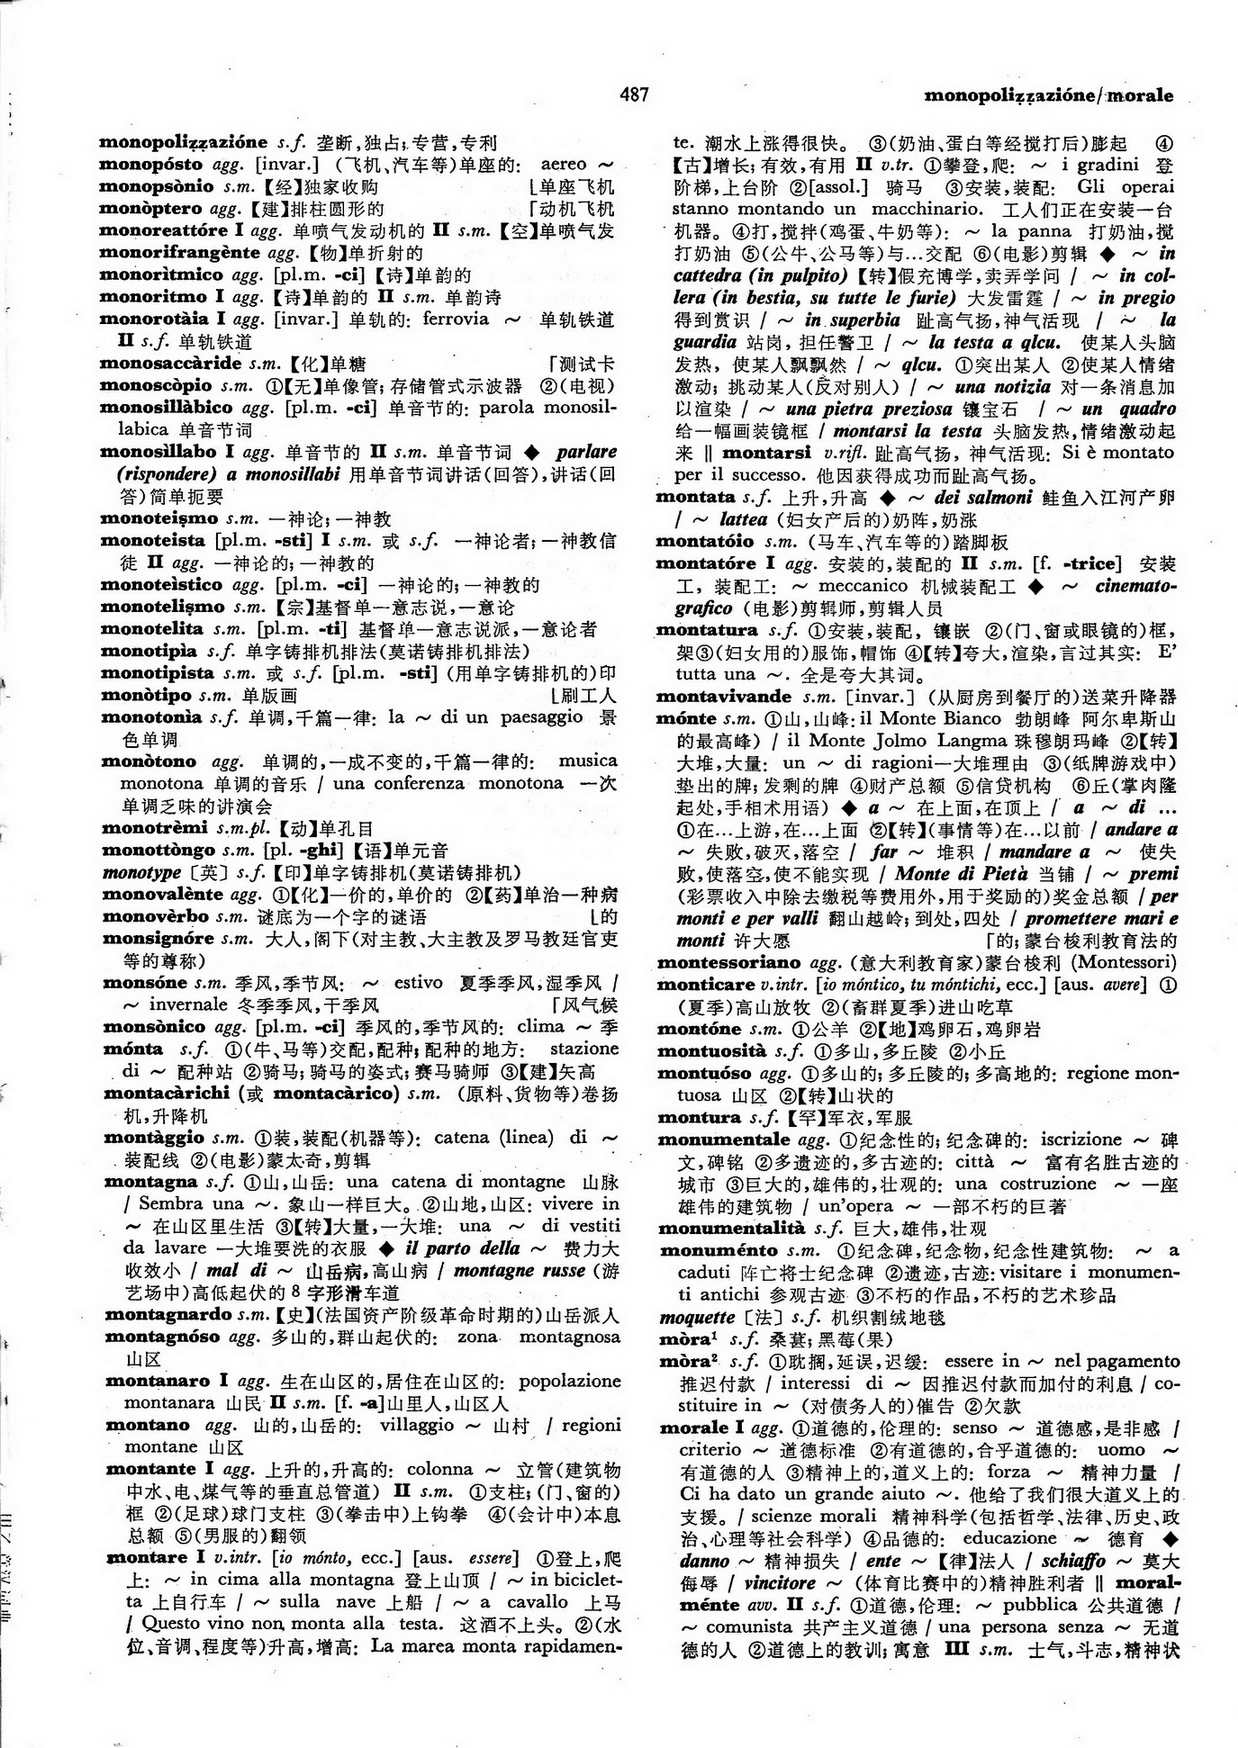 487
monopolizzazióne/morale
monopolizzazióne s.f. 垄断,独占;专营,专利
monopósto agg. [invar.] (飞机、汽车等)单座的: aereo ～
monopsònio s.m.【经】独家收购 ⌊单座飞机
monòptero agg.【建】排柱圆形的 ⌈动机飞机
monoreattóre I agg. 单喷气发动机的 II s.m.【空】单喷气发
monorifrangènte agg.【物】单折射的
monorìtmico agg. [pl.m. -ci]【诗】单韵的
monoritmo I agg.【诗】单韵的 II s.m. 单韵诗
monorotàia I agg. [invar.] 单轨的: ferrovia ～ 单轨铁道
II s.f. 单轨铁道
monosaccàride s.m.【化】单糖 ⌈测试卡
monoscòpio s.m. ①【无】单像管;存储管式示波器 ②(电视)
monosillàbico agg. [pl.m. -ci] 单音节的: parola monosil-
labica 单音节词
monosìllabo I agg. 单音节的 II s.m. 单音节词 ◆ parlare
(rispondere) a monosillabi 用单音节词讲话(回答),讲话(回
答)简单扼要
monoteismo s.m. 一神论;一神教
monoteista [pl.m. -sti] I s.m. 或 s.f. 一神论者;一神教信
徒 II agg. 一神论的;一神教的
monoteìstico agg. [pl.m. -ci] 一神论的;一神教的
monotelismo s.m.【宗】基督单一意志说,一意论
monotelita s.m. [pl.m. -ti] 基督单一意志说派,一意论者
monotipìa s.f. 单字铸排机排法(莫诺铸排机排法)
monotipista s.m. 或 s.f. [pl.m. -sti] (用单字铸排机的)印
monòtipo s.m. 单版画 ⌊刷工人
monotonìa s.f. 单调,千篇一律: la ～ di un paesaggio 景
色单调
monòtono agg. 单调的,一成不变的,千篇一律的: musica
monotona 单调的音乐 / una conferenza monotona 一次
单调乏味的讲演会
monotrèmi s.m.pl.【动】单孔目
monottòngo s.m. [pl. -ghi]【语】单元音
monotype〔英〕s.f.【印】单字铸排机(莫诺铸排机)
monovalènte agg. ①【化】一价的,单价的 ②【药】单治一种病
monovèrbo s.m. 谜底为一个字的谜语 ⌊的
monsignóre s.m. 大人,阁下(对主教、大主教及罗马教廷官吏
等的尊称)
monsóne s.m. 季风,季节风: ～ estivo 夏季季风,湿季风 /
～ invernale 冬季季风,干季风 ⌈风气候
monsònico agg. [pl.m. -ci] 季风的,季节风的: clima ～ 季
mónta s.f. ①(牛、马等)交配,配种;配种的地方: stazione
di ～ 配种站 ②骑马;骑马的姿式;赛马骑师 ③【建】矢高
montacàrichi (或 montacàrico) s.m. (原料、货物等)卷扬
机,升降机
montàggio s.m. ①装,装配(机器等): catena (linea) di ～
装配线 ②(电影)蒙太奇,剪辑
montagna s.f. ①山,山岳: una catena di montagne 山脉
/ Sembra una ～. 象山一样巨大。②山地,山区: vivere in
～ 在山区里生活 ③【转】大量,一大堆: una ～ di vestiti
da lavare 一大堆要洗的衣服 ◆ il parto della ～ 费力大
收效小 / mal di ～ 山岳病,高山病 / montagne russe (游
艺场中)高低起伏的 8 字形滑车道
montagnardo s.m.【史】(法国资产阶级革命时期的)山岳派人
montagnóso agg. 多山的,群山起伏的: zona montagnosa
山区
montanaro I agg. 生在山区的,居住在山区的: popolazione
montanara 山民 II s.m. [f. -a]山里人,山区人
montano agg. 山的,山岳的: villaggio ～ 山村 / regioni
montane 山区
montante I agg. 上升的,升高的: colonna ～ 立管(建筑物
中水、电、煤气等的垂直总管道) II s.m. ①支柱;(门、窗的)
框 ②(足球)球门支柱 ③(拳击中)上钩拳 ④(会计中)本息
总额 ⑤(男服的)翻领
montare I v.intr. [io mónto, ecc.] [aus. essere] ①登上,爬
上: ～ in cima alla montagna 登上山顶 / ～ in biciclet-
ta 上自行车 / ～ sulla nave 上船 / ～ a cavallo 上马
/ Questo vino non monta alla testa. 这酒不上头。②(水
位、音调、程度等)升高,增高: La marea monta rapidamen-
te. 潮水上涨得很快。 ③(奶油、蛋白等经搅打后)膨起 ④
【古】增长;有效,有用 II v.tr. ①攀登,爬: ～ i gradini 登
阶梯,上台阶 ②[assol.] 骑马 ③安装,装配: Gli operai
stanno montando un macchinario. 工人们正在安装一台
机器。④打,搅拌(鸡蛋、牛奶等): ～ la panna 打奶油,搅
打奶油 ⑤(公牛、公马等)与…交配 ⑥(电影)剪辑 ◆ ～ in
cattedra (in pulpito)【转】假充博学,卖弄学问 / ～ in col-
lera (in bestia, su tutte le furie) 大发雷霆 / ～ in pregio
得到赏识 / ～ in superbia 趾高气扬,神气活现 / ～ la
guardia 站岗,担任警卫 / ～ la testa a qlcu. 使某人头脑
发热,使某人飘飘然 / ～ qlcu. ①突出某人 ②使某人情绪
激动;挑动某人(反对别人) / ～ una notizia 对一条消息加
以渲染 / ～ una pietra preziosa 镶宝石 / ～ un quadro
给一幅画装镜框 / montarsi la testa 头脑发热,情绪激动起
来 ‖ montarsi v.rifl. 趾高气扬,神气活现: Si è montato
per il successo. 他因获得成功而趾高气扬。
montata s.f. 上升,升高 ◆ ～ dei salmoni 鲑鱼入江河产卵
/ ～ lattea (妇女产后的)奶阵,奶涨
montatóio s.m. (马车、汽车等的)踏脚板
montatóre I agg. 安装的,装配的 II s.m. [f. -trice] 安装
工,装配工: ～ meccanico 机械装配工 ◆ ～ cinemato-
grafico (电影)剪辑师,剪辑人员
montatura s.f. ①安装,装配,镶嵌 ②(门、窗或眼镜的)框,
架③(妇女用的)服饰,帽饰 ④【转】夸大,渲染,言过其实: E'
tutta una ～. 全是夸大其词。
montavivande s.m. [invar.] (从厨房到餐厅的)送菜升降器
mónte s.m. ①山,山峰: il Monte Bianco 勃朗峰 阿尔卑斯山
的最高峰) / il Monte Jolmo Langma 珠穆朗玛峰 ②【转】
大堆,大量: un ～ di ragioni一大堆理由 ③(纸牌游戏中)
垫出的牌;发剩的牌 ④财产总额 ⑤信贷机构 ⑥丘(掌肉隆
起处,手相术用语) ◆ a ～ 在上面,在顶上 / a ～ di …
①在…上游,在…上面 ②【转】(事情等)在…以前 / andare a
～ 失败,破灭,落空 / far ～ 堆积 / mandare a ～ 使失
败,使落空,使不能实现 / Monte di Pietà 当铺 / ～ premi
(彩票收入中除去缴税等费用外,用于奖励的)奖金总额 / per
monti e per valli 翻山越岭;到处,四处 / promettere mari e
monti 许大愿 ⌈的;蒙台梭利教育法的
montessoriano agg. (意大利教育家)蒙台梭利 (Montessori)
monticare v.intr. [io móntico, tu móntichi, ecc.] [aus. avere] ①
(夏季)高山放牧 ②(畜群夏季)进山吃草
montóne s.m. ①公羊 ②【地】鸡卵石,鸡卵岩
montuosità s.f. ①多山,多丘陵 ②小丘
montuóso agg. ①多山的;多丘陵的;多高地的: regione mon-
tuosa 山区 ②【转】山状的
montura s.f.【罕】军衣,军服
monumentale agg. ①纪念性的;纪念碑的: iscrizione ～ 碑
文,碑铭 ②多遗迹的,多古迹的: città ～ 富有名胜古迹的
城市 ③巨大的,雄伟的,壮观的: una costruzione ～ 一座
雄伟的建筑物 / un'opera ～ 一部不朽的巨著
monumentalità s.f. 巨大,雄伟,壮观
monuménto s.m. ①纪念碑,纪念物,纪念性建筑物: ～ a
caduti 阵亡将士纪念碑 ②遗迹,古迹: visitare i monumen-
ti antichi 参观古迹 ③不朽的作品,不朽的艺术珍品
moquette〔法〕s.f. 机织割绒地毯
mòra¹ s.f. 桑葚;黑莓(果)
mòra² s.f. ①耽搁,延误,迟缓: essere in ～ nel pagamento
推迟付款 / interessi di ～ 因推迟付款而加付的利息 / co-
stituire in ～ (对债务人的)催告 ②欠款
morale I agg. ①道德的,伦理的: senso ～ 道德感,是非感 /
criterio ～ 道德标准 ②有道德的,合乎道德的: uomo ～
有道德的人 ③精神上的,道义上的: forza ～ 精神力量 /
Ci ha dato un grande aiuto ～. 他给了我们很大道义上的
支援。/ scienze morali 精神科学(包括哲学、法律、历史、政
治、心理等社会科学) ④品德的: educazione ～ 德育 ◆
danno ～ 精神损失 / ente ～【律】法人 / schiaffo ～ 莫大
侮辱 / vincitore ～ (体育比赛中的)精神胜利者 ‖ moral-
ménte avv. II s.f. ①道德,伦理: ～ pubblica 公共道德 /
～ comunista 共产主义道德 / una persona senza ～ 无道
德的人 ②道德上的教训;寓意 III s.m. 士气,斗志,精神状